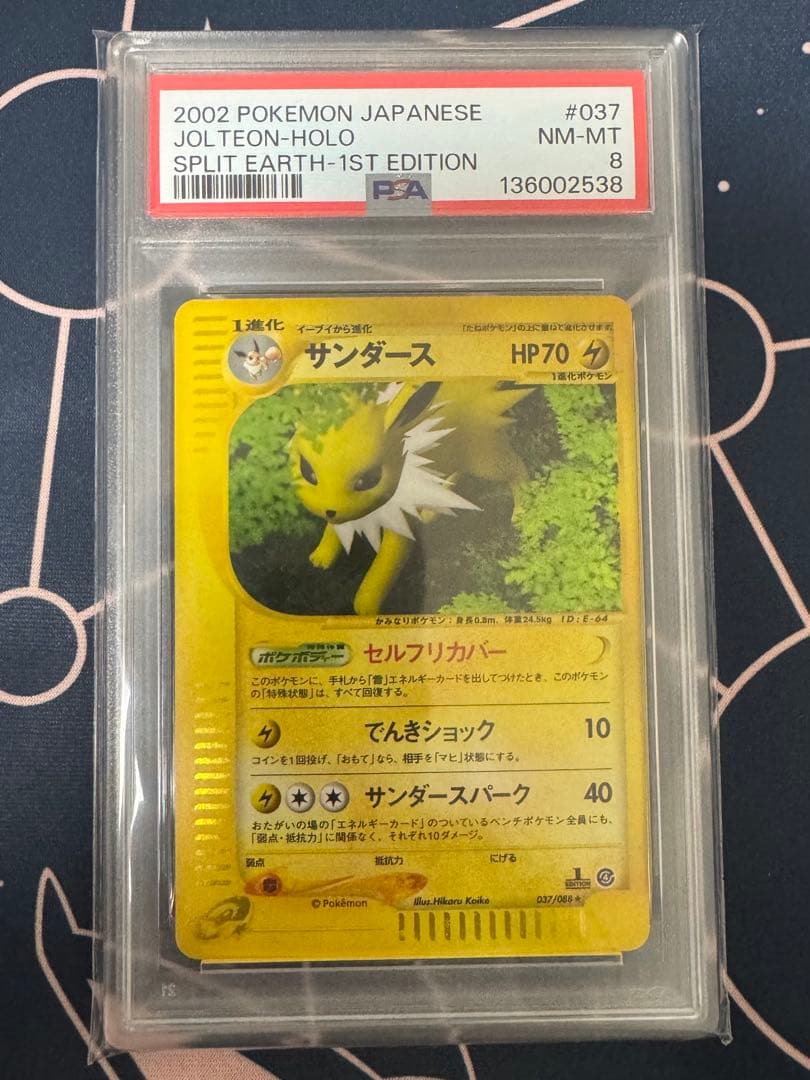 2002 POKEMON JAPANESE #037
JOLTEON-HOLO NM-MT
SPLIT EARTH-1ST EDITION 8
PSA 136002538
1進化 イーブイから進化 「たねポケモン」の上に重ねて進化させます。
サンダース HP70
1進化ポケモン
かみなりポケモン：身長0.8m、体重24.5kg ID：E-64
特殊能力
ポケボディー セルフリカバー
このポケモンに、手札から「雷」エネルギーカードを出してつけたとき、このポケモン
の「特殊状態」は、すべて回復する。
でんきショック 10
コインを1回投げ、「おもて」なら、相手を「マヒ」状態にする。
サンダースパーク 40
おたがいの場の「エネルギーカード」のついているベンチポケモン全員にも、
「弱点・抵抗力」に関係なく、それぞれ10ダメージ。
弱点 抵抗力 にげる
1
EDITION
© Pokémon Illus.Hikaru Koike 037/088★
21